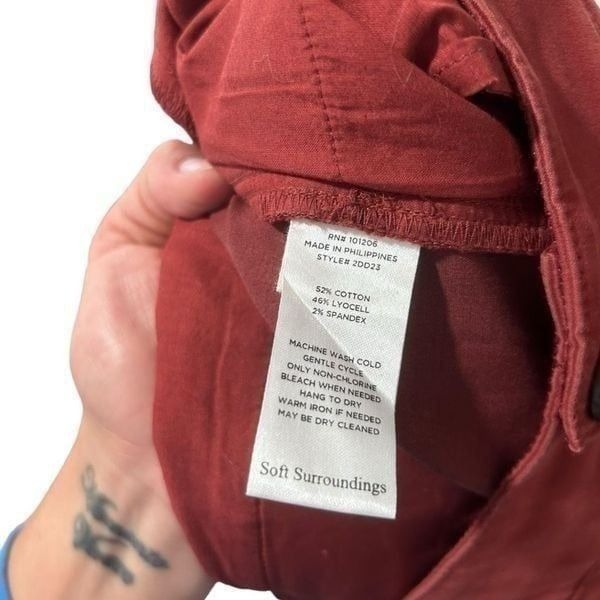 RN# 101206
MADE IN PHILIPPINES
STYLE# 2DD23
52% COTTON
46% LYOCELL
2% SPANDEX
MACHINE WASH COLD
GENTLE CYCLE
ONLY NON-CHLORINE
BLEACH WHEN NEEDED
HANG TO DRY
WARM IRON IF NEEDED
MAY BE DRY CLEANED
Soft Surroundings